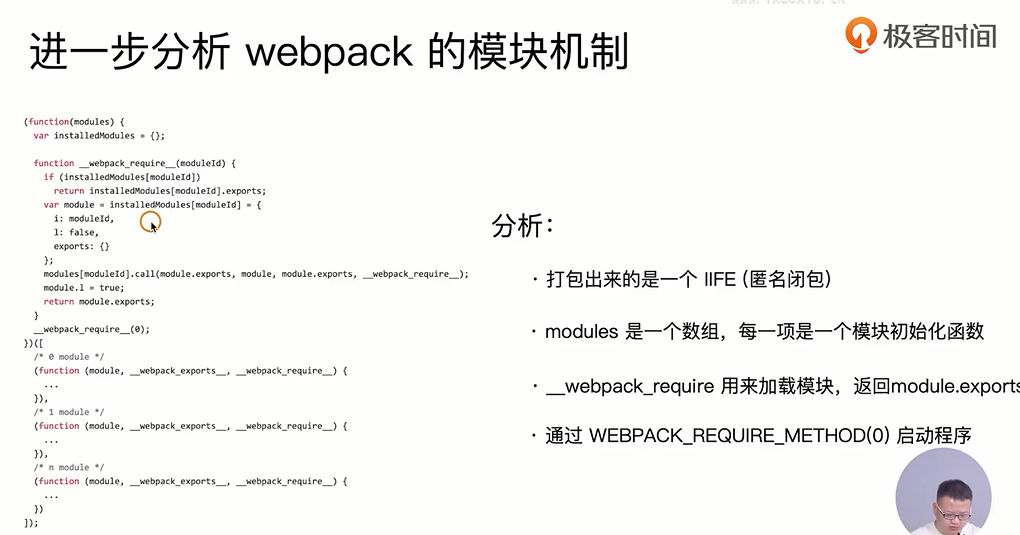 进一步分析 webpack 的模块机制
极客时间
(function(modules) {
var installedModules = {};
function __webpack_require__(moduleId) {
if (installedModules[moduleId])
return installedModules[moduleId].exports;
var module = installedModules[moduleId] = {
i: moduleId,
l: false,
exports: {}
};
modules[moduleId].call(module.exports, module, module.exports, __webpack_require__);
module.l = true;
return module.exports;
}
__webpack_require__(0);
})([
/* 0 module */
(function (module, __webpack_exports__, __webpack_require__) {
...
}),
/* 1 module */
(function (module, __webpack_exports__, __webpack_require__) {
...
}),
/* n module */
(function (module, __webpack_exports__, __webpack_require__) {
...
})
]);
分析：
· 打包出来的是一个 IIFE (匿名闭包)
· modules 是一个数组，每一项是一个模块初始化函数
· __webpack_require 用来加载模块，返回module.exports
· 通过 WEBPACK_REQUIRE_METHOD(0) 启动程序